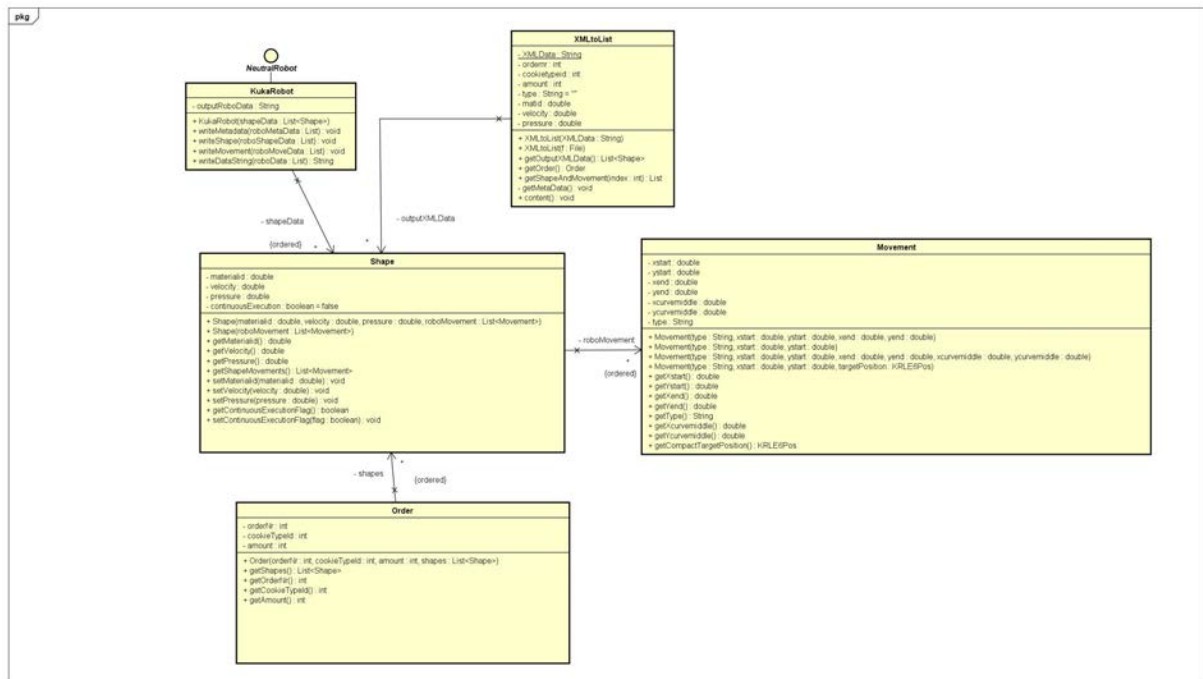 pkg
NeutralRobot
KukaRobot
- outputRoboData : String
+ KukaRobot(shapeData : List<Shape>)
+ writeMetadata(roboMetaData : List) : void
+ writeShape(roboShapeData : List) : void
+ writeMovement(roboMoveData : List) : void
+ writeDataString(roboData : List) : String
XMLtoList
- XMLData : String
- ordernr : int
- cookietypeid : int
- amount : int
- type : String = ""
- matid : double
- velocity : double
- pressure : double
+ XMLtoList(XMLData : String)
+ XMLtoList(f : File)
+ getOutputXMLData() : List<Shape>
+ getOrder() : Order
+ getShapeAndMovement(index : int) : List
- getMetaData() : void
+ content() : void
- shapeData
{ordered}
*
- outputXMLData
*
Shape
- materialid : double
- velocity : double
- pressure : double
- continuousExecution : boolean = false
+ Shape(materialid : double, velocity : double, pressure : double, roboMovement : List<Movement>)
+ Shape(roboMovement : List<Movement>)
+ getMaterialid() : double
+ getVelocity() : double
+ getPressure() : double
+ getShapeMovements() : List<Movement>
+ setMaterialid(materialid : double) : void
+ setVelocity(velocity : double) : void
+ setPressure(pressure : double) : void
+ getContinuousExecutionFlag() : boolean
+ setContinuousExecutionFlag(flag : boolean) : void
- roboMovement
*
{ordered}
Movement
- xstart : double
- ystart : double
- xend : double
- yend : double
- xcurvemiddle : double
- ycurvemiddle : double
- type : String
+ Movement(type : String, xstart : double, ystart : double, xend : double, yend : double)
+ Movement(type : String, xstart : double, ystart : double)
+ Movement(type : String, xstart : double, ystart : double, xend : double, yend : double, xcurvemiddle : double, ycurvemiddle : double)
+ Movement(type : String, xstart : double, ystart : double, targetPosition : KRLE6Pos)
+ getXstart() : double
+ getYstart() : double
+ getXend() : double
+ getYend() : double
+ getType() : String
+ getXcurvemiddle() : double
+ getYcurvemiddle() : double
+ getCompactTargetPosition() : KRLE6Pos
- shapes
*
{ordered}
Order
- orderNr : int
- cookieTypeId : int
- amount : int
+ Order(orderNr : int, cookieTypeId : int, amount : int, shapes : List<Shape>)
+ getShapes() : List<Shape>
+ getOrderNr() : int
+ getCookieTypeId() : int
+ getAmount() : int